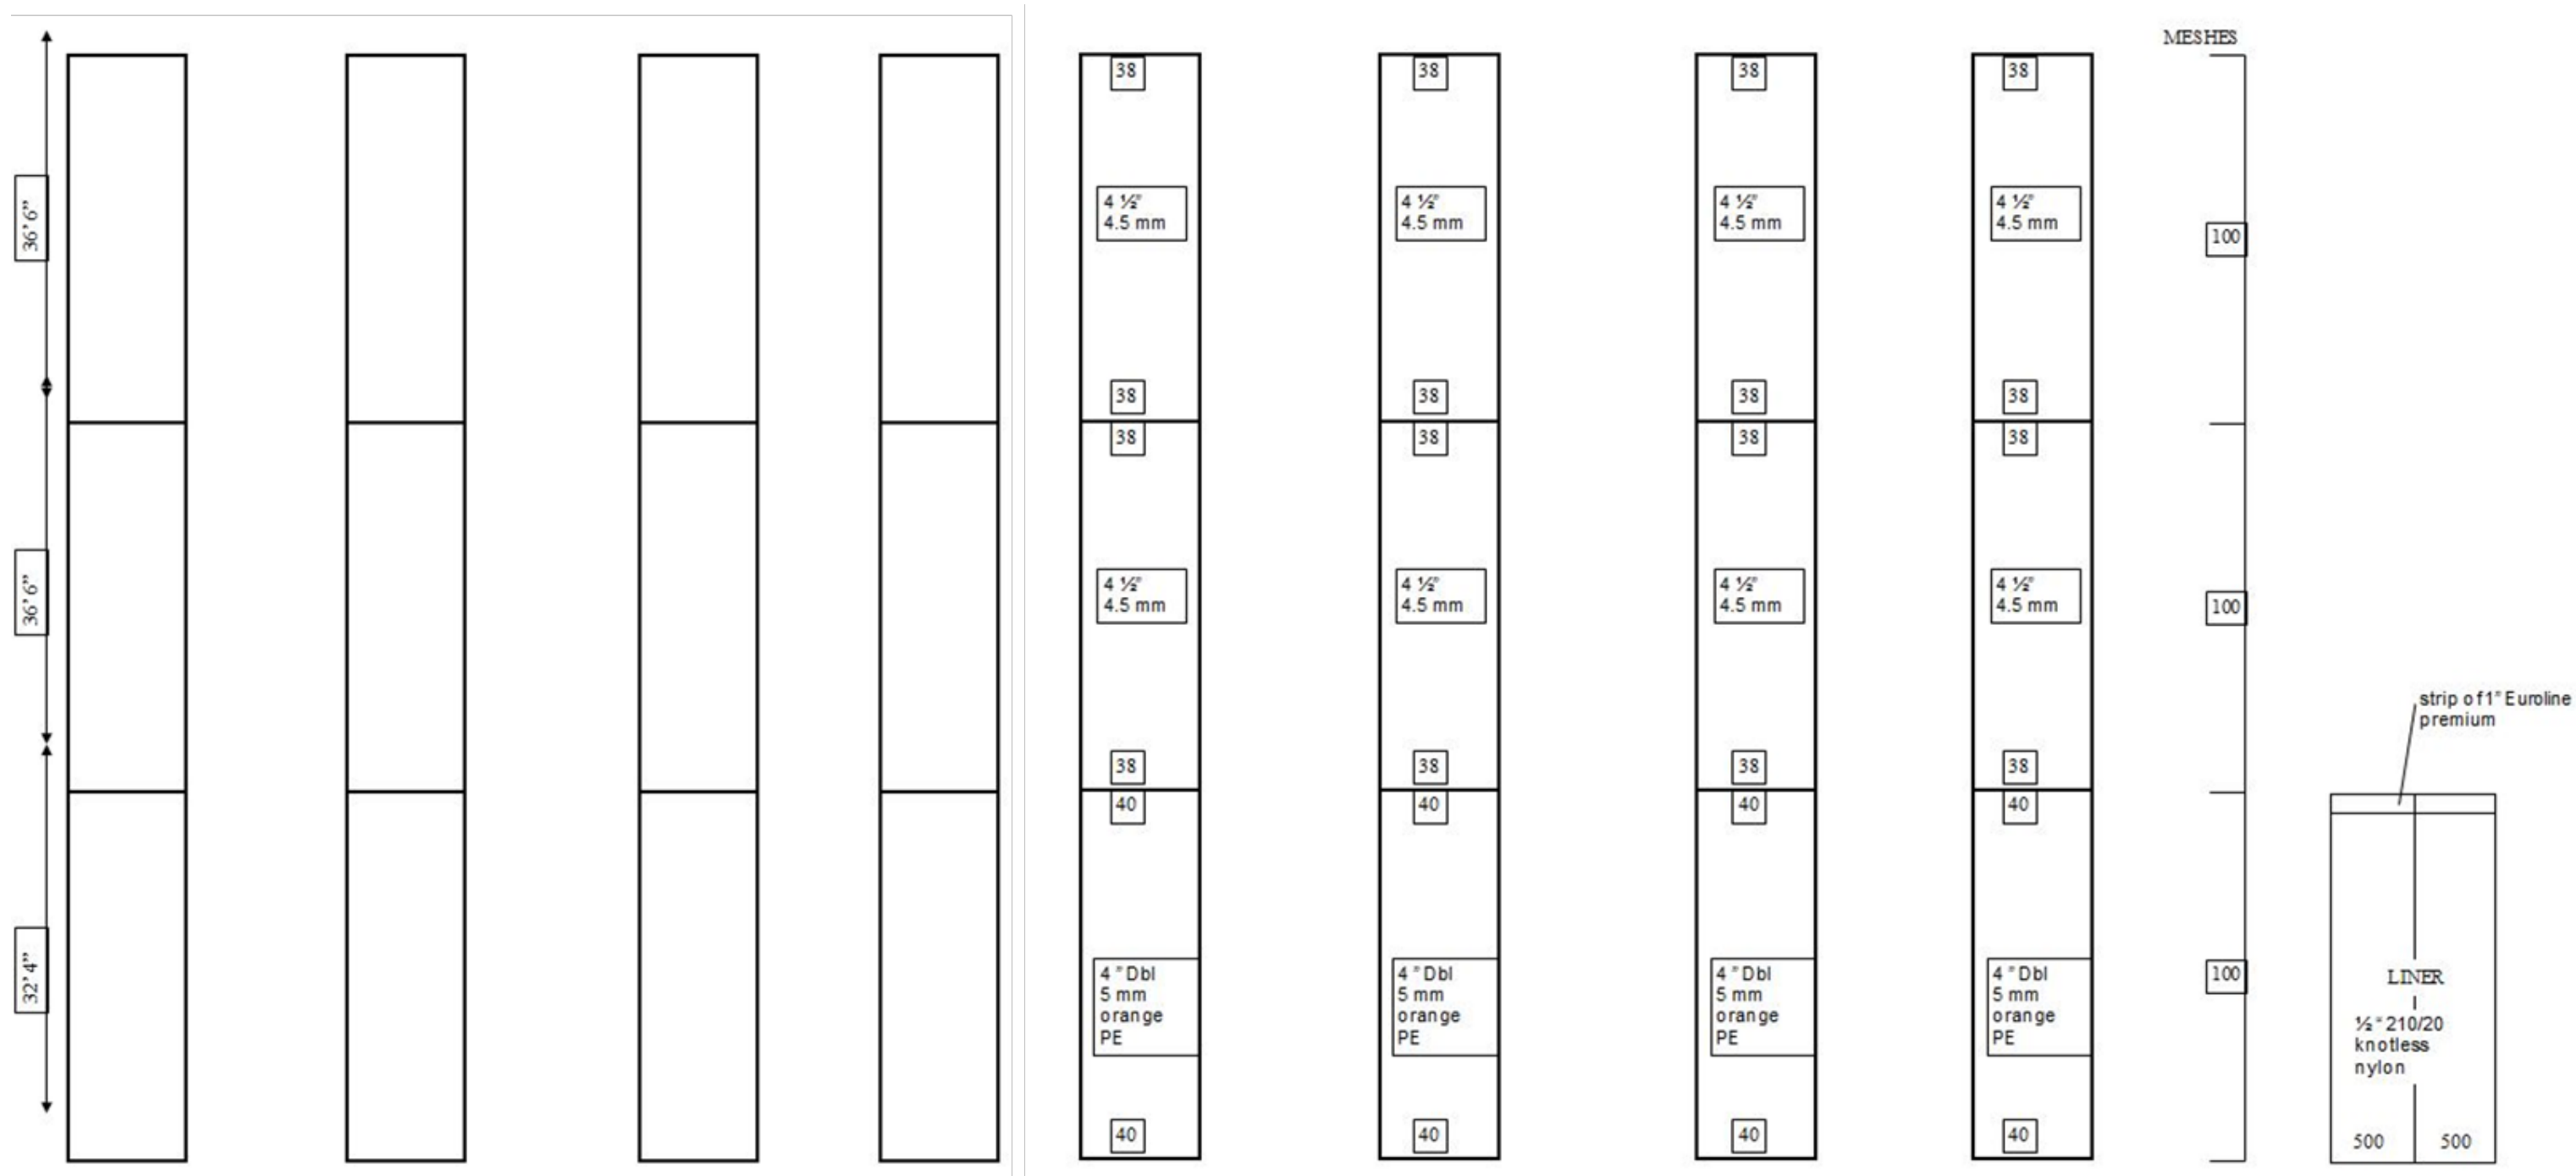 MESHES
38 38 38 38
36'6"
4 ½" 4 ½" 4 ½" 4 ½"
4.5 mm 4.5 mm 4.5 mm 4.5 mm
100
38 38 38 38
38 38 38 38
36'6"
4 ½" 4 ½" 4 ½" 4 ½"
4.5 mm 4.5 mm 4.5 mm 4.5 mm
100
strip of 1" Euroline
premium
38 38 38 38
40 40 40 40
32'4"
4 " Dbl 4 " Dbl 4 " Dbl 4 " Dbl
5 mm 5 mm 5 mm 5 mm
orange orange orange orange
PE PE PE PE
100
LINER
½" 210/20
knotless
nylon
40 40 40 40
500 500